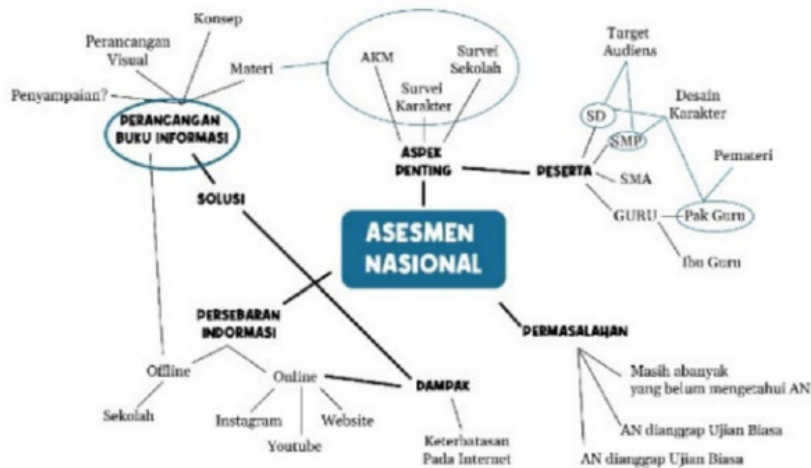 Konsep
Perancangan
Visual
Penyampaian?
Materi
PERANCANGAN
BUKU INFORMASI
SOLUSI
AKM
Survei
Karakter
Survei
Sekolah
ASPEK
PENTING
Target
Audiens
SD
SMP
Desain
Karakter
PESERTA
SMA
Pemateri
GURU
Pak Guru
Ibu Guru
ASESMEN
NASIONAL
PERSEBARAN
INDORMASI
Offline
Sekolah
Online
Instagram
Youtube
Website
DAMPAK
Keterbatasan
Pada Internet
PERMASALAHAN
Masih abanyak
yang belum mengetahui AN
AN dianggap Ujian Biasa
AN dianggap Ujian Biasa